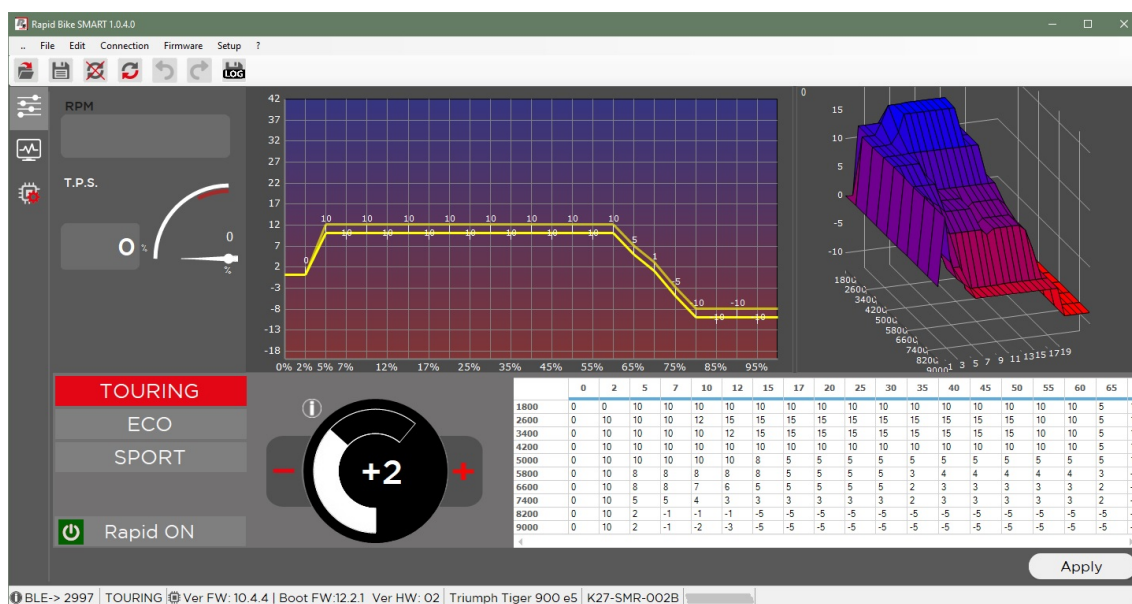 Rapid Bike SMART 1.0.4.0
.. File Edit Connection Firmware Setup ?
LOG
RPM
T.P.S.
0 %
0
%
42
37
32
27
22
17
12
7
2
-3
-8
-13
-18
0 10 10 10 10 10 10 10 10 5 1 -5 -10 -10
10 10 10 10 10 10 10 10 10 10
0% 2% 5% 7% 12% 17% 25% 35% 45% 55% 65% 75% 85% 95%
0
15
10
5
0
-5
-10
1800
2600
3400
4200
5000
5800
6600
7400
8200
9000
1 3 5 7 9 11 13 15 17 19
TOURING
ECO
SPORT
Rapid ON
i
− +2 +
0 2 5 7 10 12 15 17 20 25 30 35 40 45 50 55 60 65
1800 0 0 10 10 10 10 10 10 10 10 10 10 10 10 10 10 10 5
2600 0 10 10 10 12 15 15 15 15 15 15 15 15 15 15 10 10 5
3400 0 10 10 10 10 12 15 15 15 15 15 15 15 15 15 10 10 5
4200 0 10 10 10 10 10 10 10 10 10 10 10 10 10 10 10 10 5
5000 0 10 10 10 10 10 8 5 5 5 5 5 5 5 5 5 5 5
5800 0 10 8 8 8 8 8 5 5 5 5 3 4 4 4 4 4 3
6600 0 10 8 8 7 6 5 5 5 5 5 2 3 3 3 3 3 2
7400 0 10 5 5 4 3 3 3 3 3 3 2 3 3 3 3 3 2
8200 0 10 2 -1 -1 -1 -5 -5 -5 -5 -5 -5 -5 -5 -5 -5 -5 -5
9000 0 10 2 -1 -2 -3 -5 -5 -5 -5 -5 -5 -5 -5 -5 -5 -5 -5
Apply
BLE-> 2997 TOURING Ver FW: 10.4.4 | Boot FW:12.2.1 Ver HW: 02 Triumph Tiger 900 e5 K27-SMR-002B